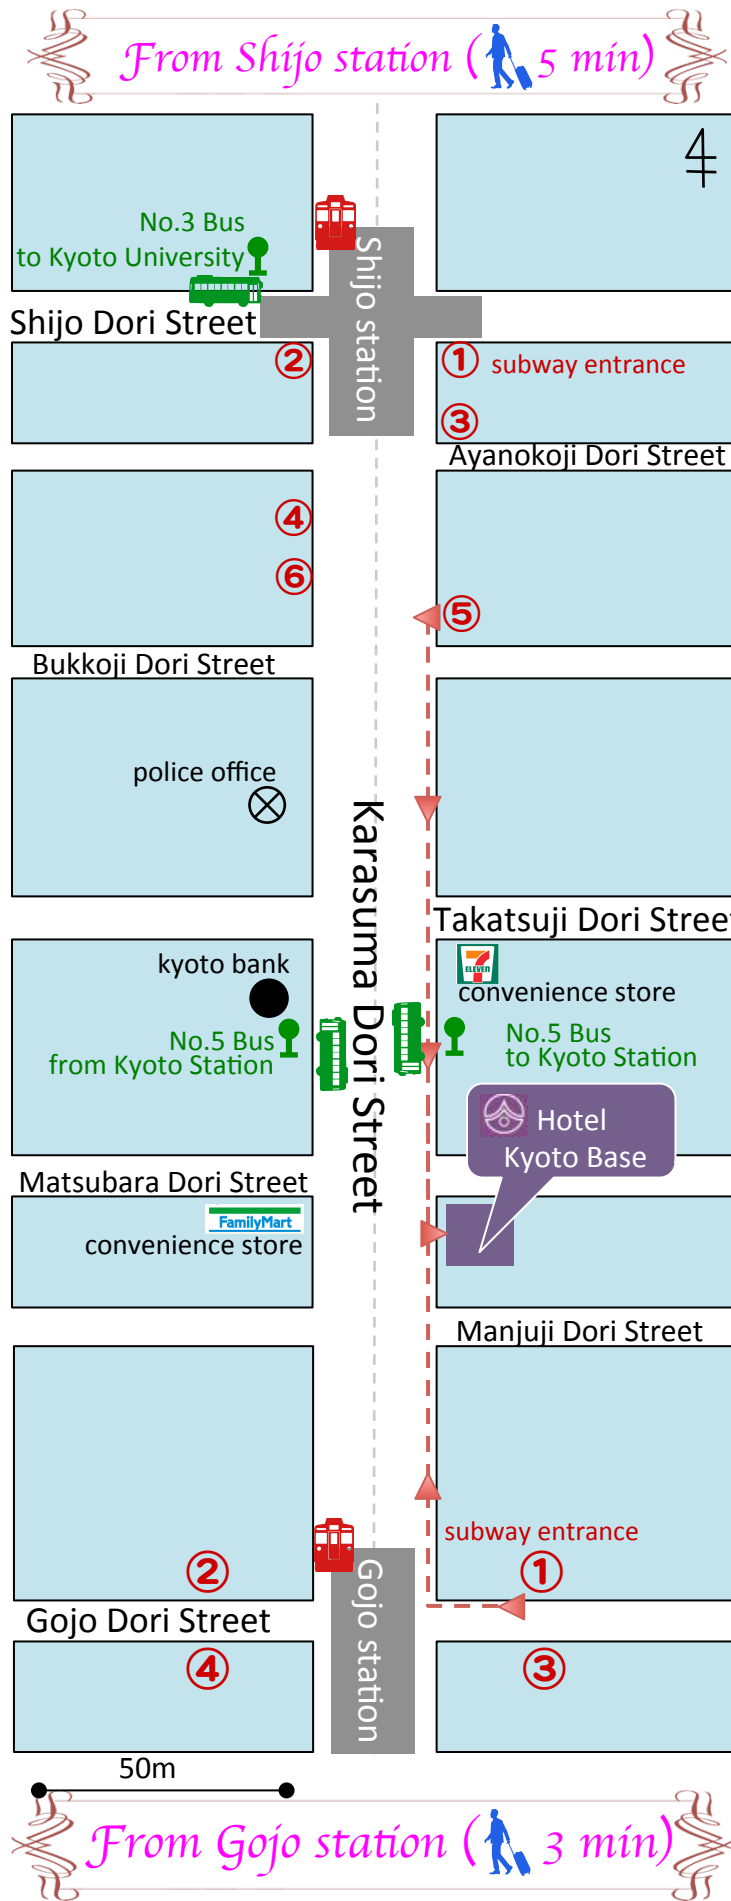 From Shijo station ( 5 min)
No.3 Bus
to Kyoto University
Shijo station
Shijo Dori Street
② ① subway entrance
③
Ayanokoji Dori Street
④
⑥ ⑤
Bukkoji Dori Street
police office
Karasuma Dori Street
Takatsuji Dori Street
kyoto bank
7
ELEVEN
convenience store
No.5 Bus
from Kyoto Station
No.5 Bus
to Kyoto Station
Hotel
Kyoto Base
Matsubara Dori Street
FamilyMart
convenience store
Manjuji Dori Street
subway entrance
② ①
Gojo station
Gojo Dori Street
④ ③
50m
From Gojo station ( 3 min)